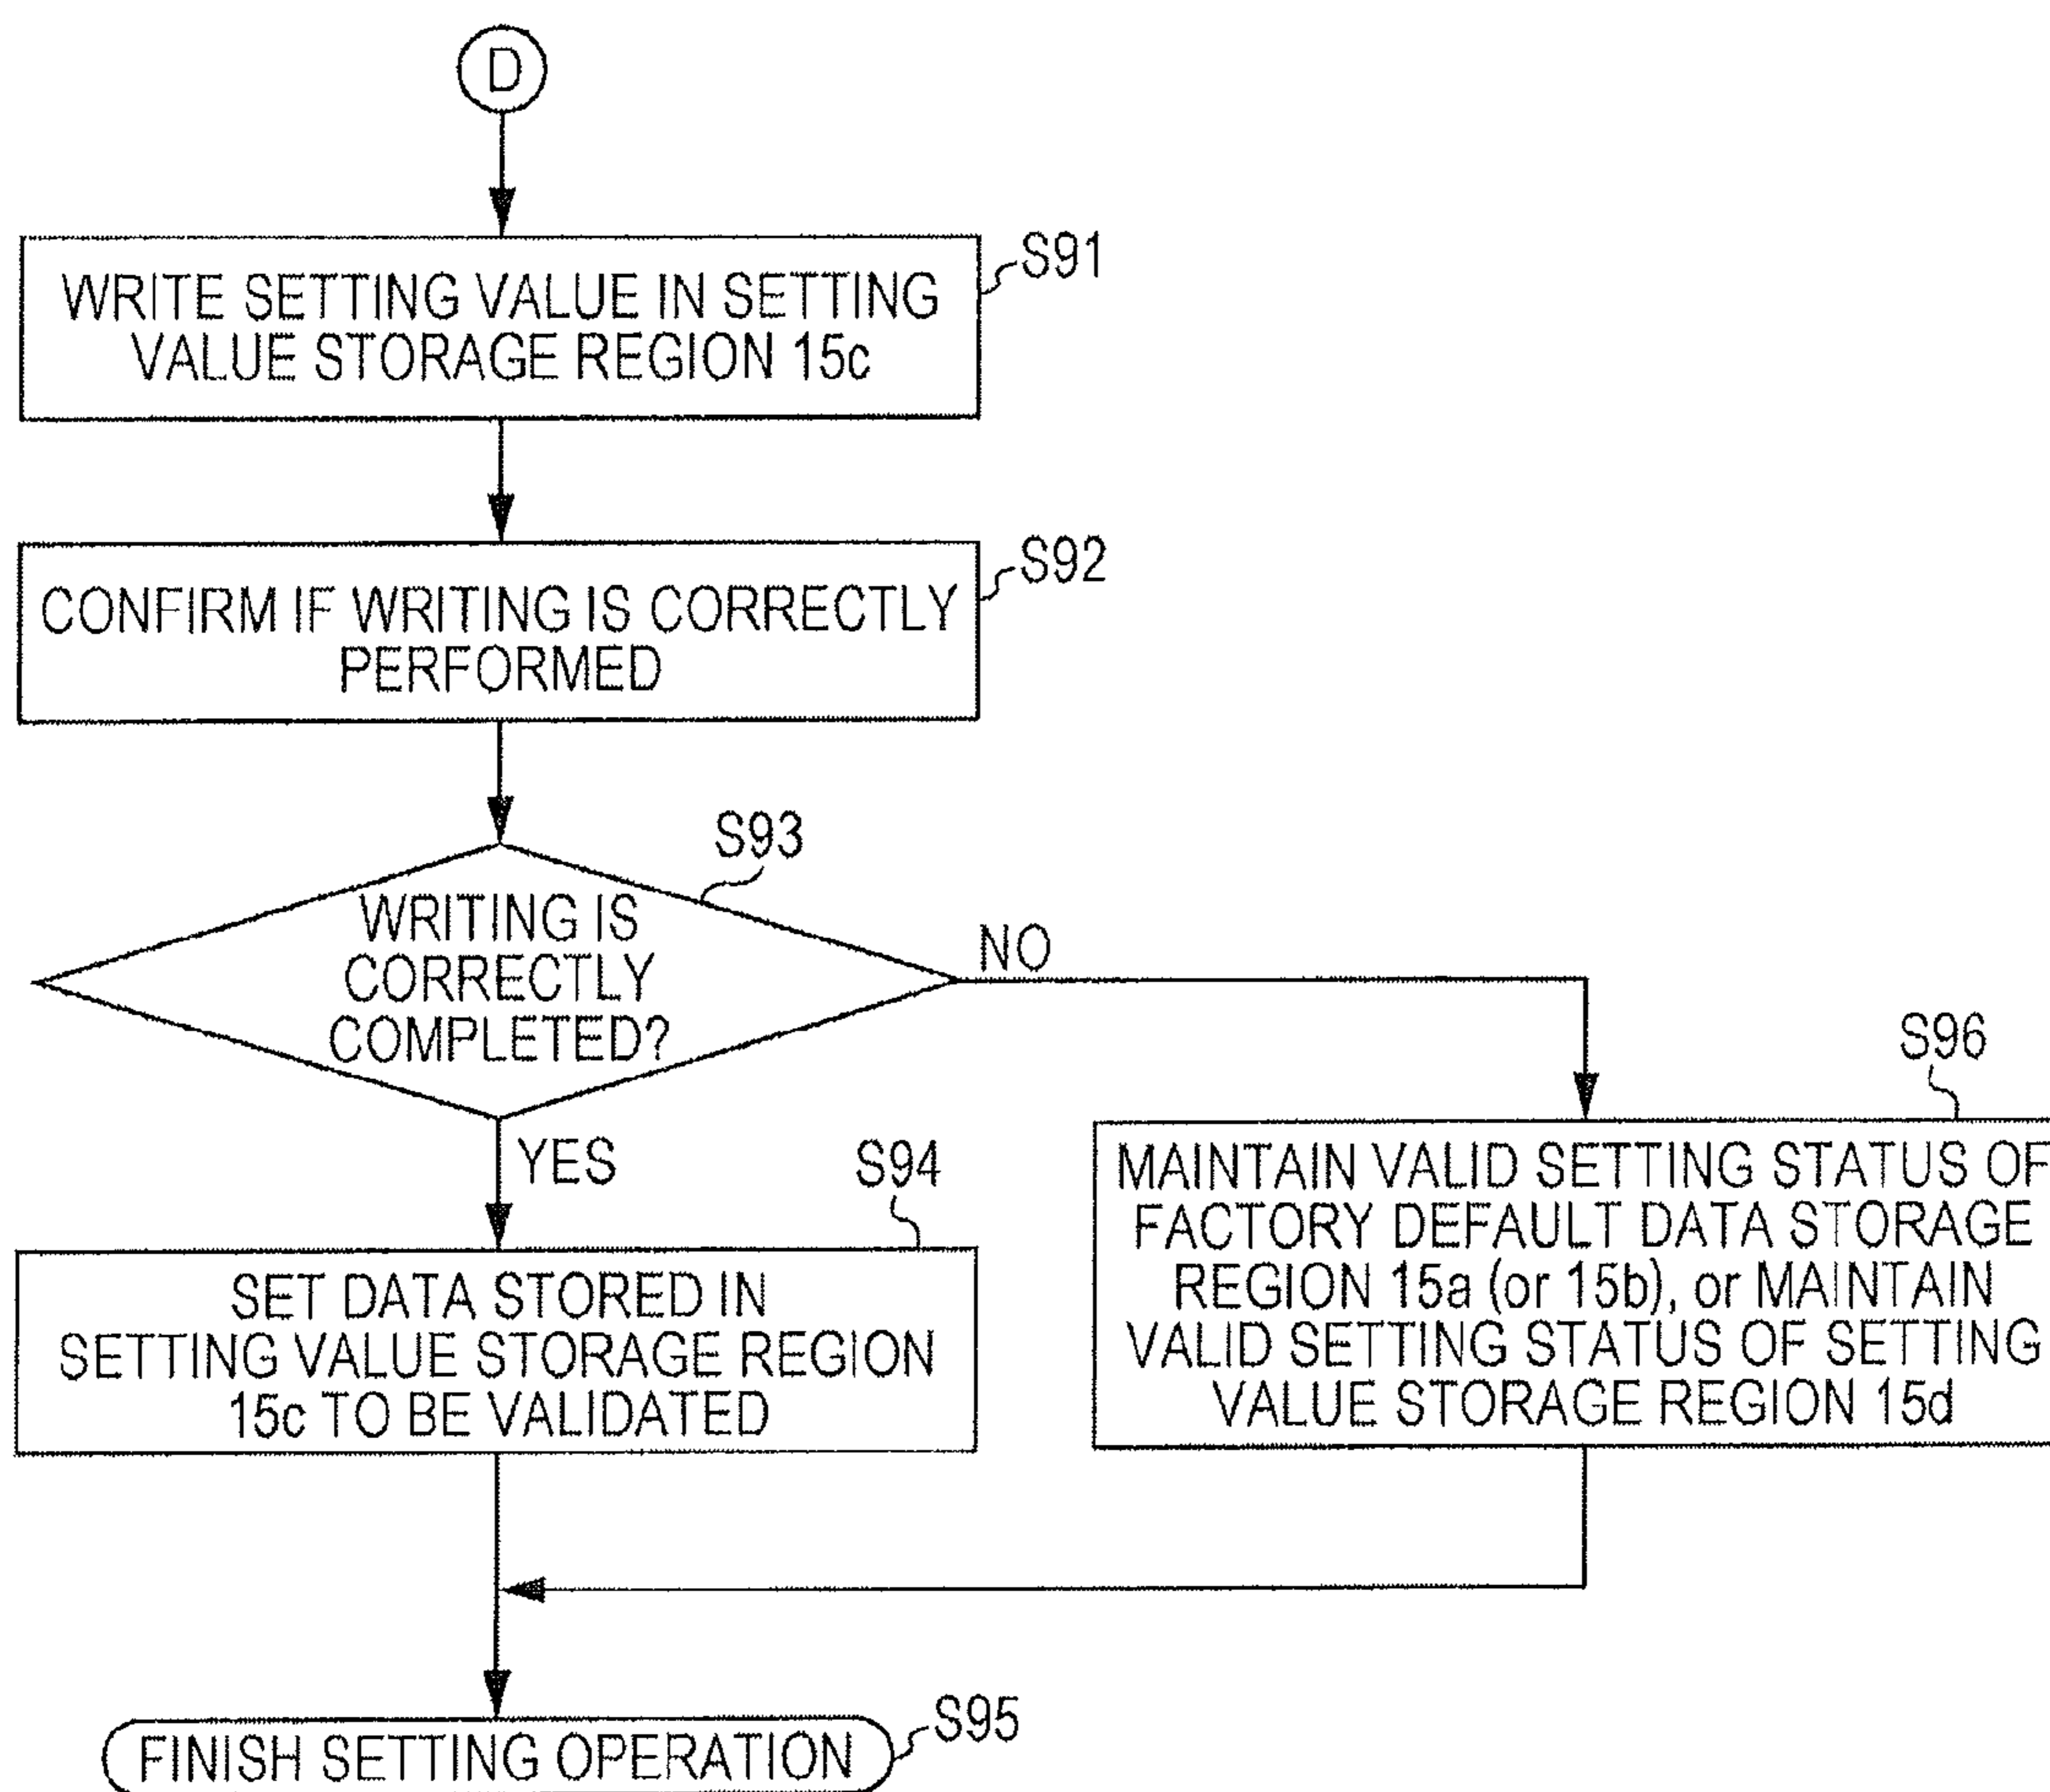 D
WRITE SETTING VALUE IN SETTING
VALUE STORAGE REGION 15c
S91
CONFIRM IF WRITING IS CORRECTLY
PERFORMED
S92
WRITING IS
CORRECTLY
COMPLETED?
S93
NO
YES
SET DATA STORED IN
SETTING VALUE STORAGE REGION
15c TO BE VALIDATED
S94
MAINTAIN VALID SETTING STATUS OF
FACTORY DEFAULT DATA STORAGE
REGION 15a (or 15b), or MAINTAIN
VALID SETTING STATUS OF SETTING
VALUE STORAGE REGION 15d
S96
FINISH SETTING OPERATION
S95